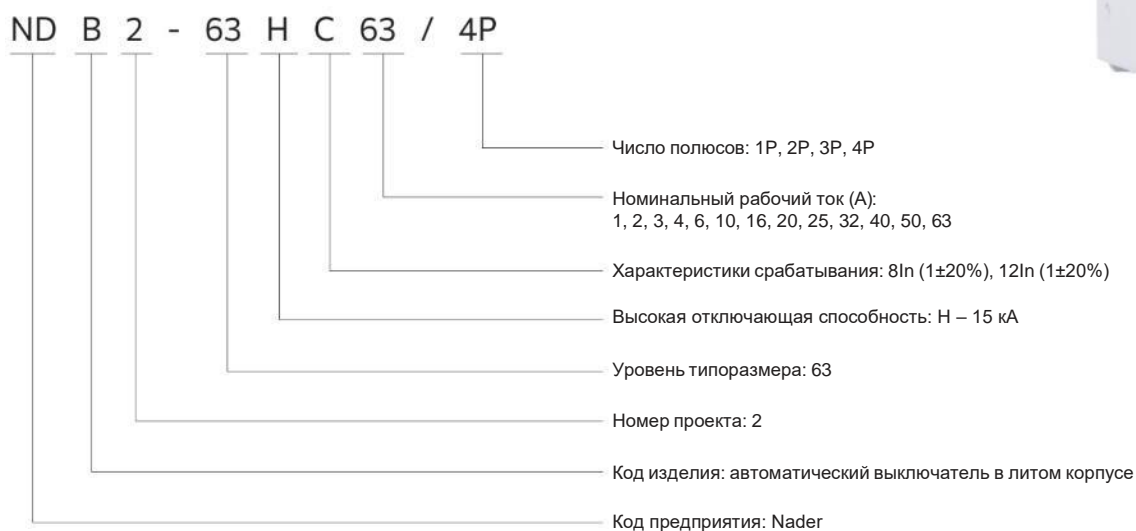 ND B 2 - 63 H C 63 / 4P
Число полюсов: 1P, 2P, 3P, 4P
Номинальный рабочий ток (А):
1, 2, 3, 4, 6, 10, 16, 20, 25, 32, 40, 50, 63
Характеристики срабатывания: 8In (1±20%), 12In (1±20%)
Высокая отключающая способность: H – 15 кА
Уровень типоразмера: 63
Номер проекта: 2
Код изделия: автоматический выключатель в литом корпусе
Код предприятия: Nader